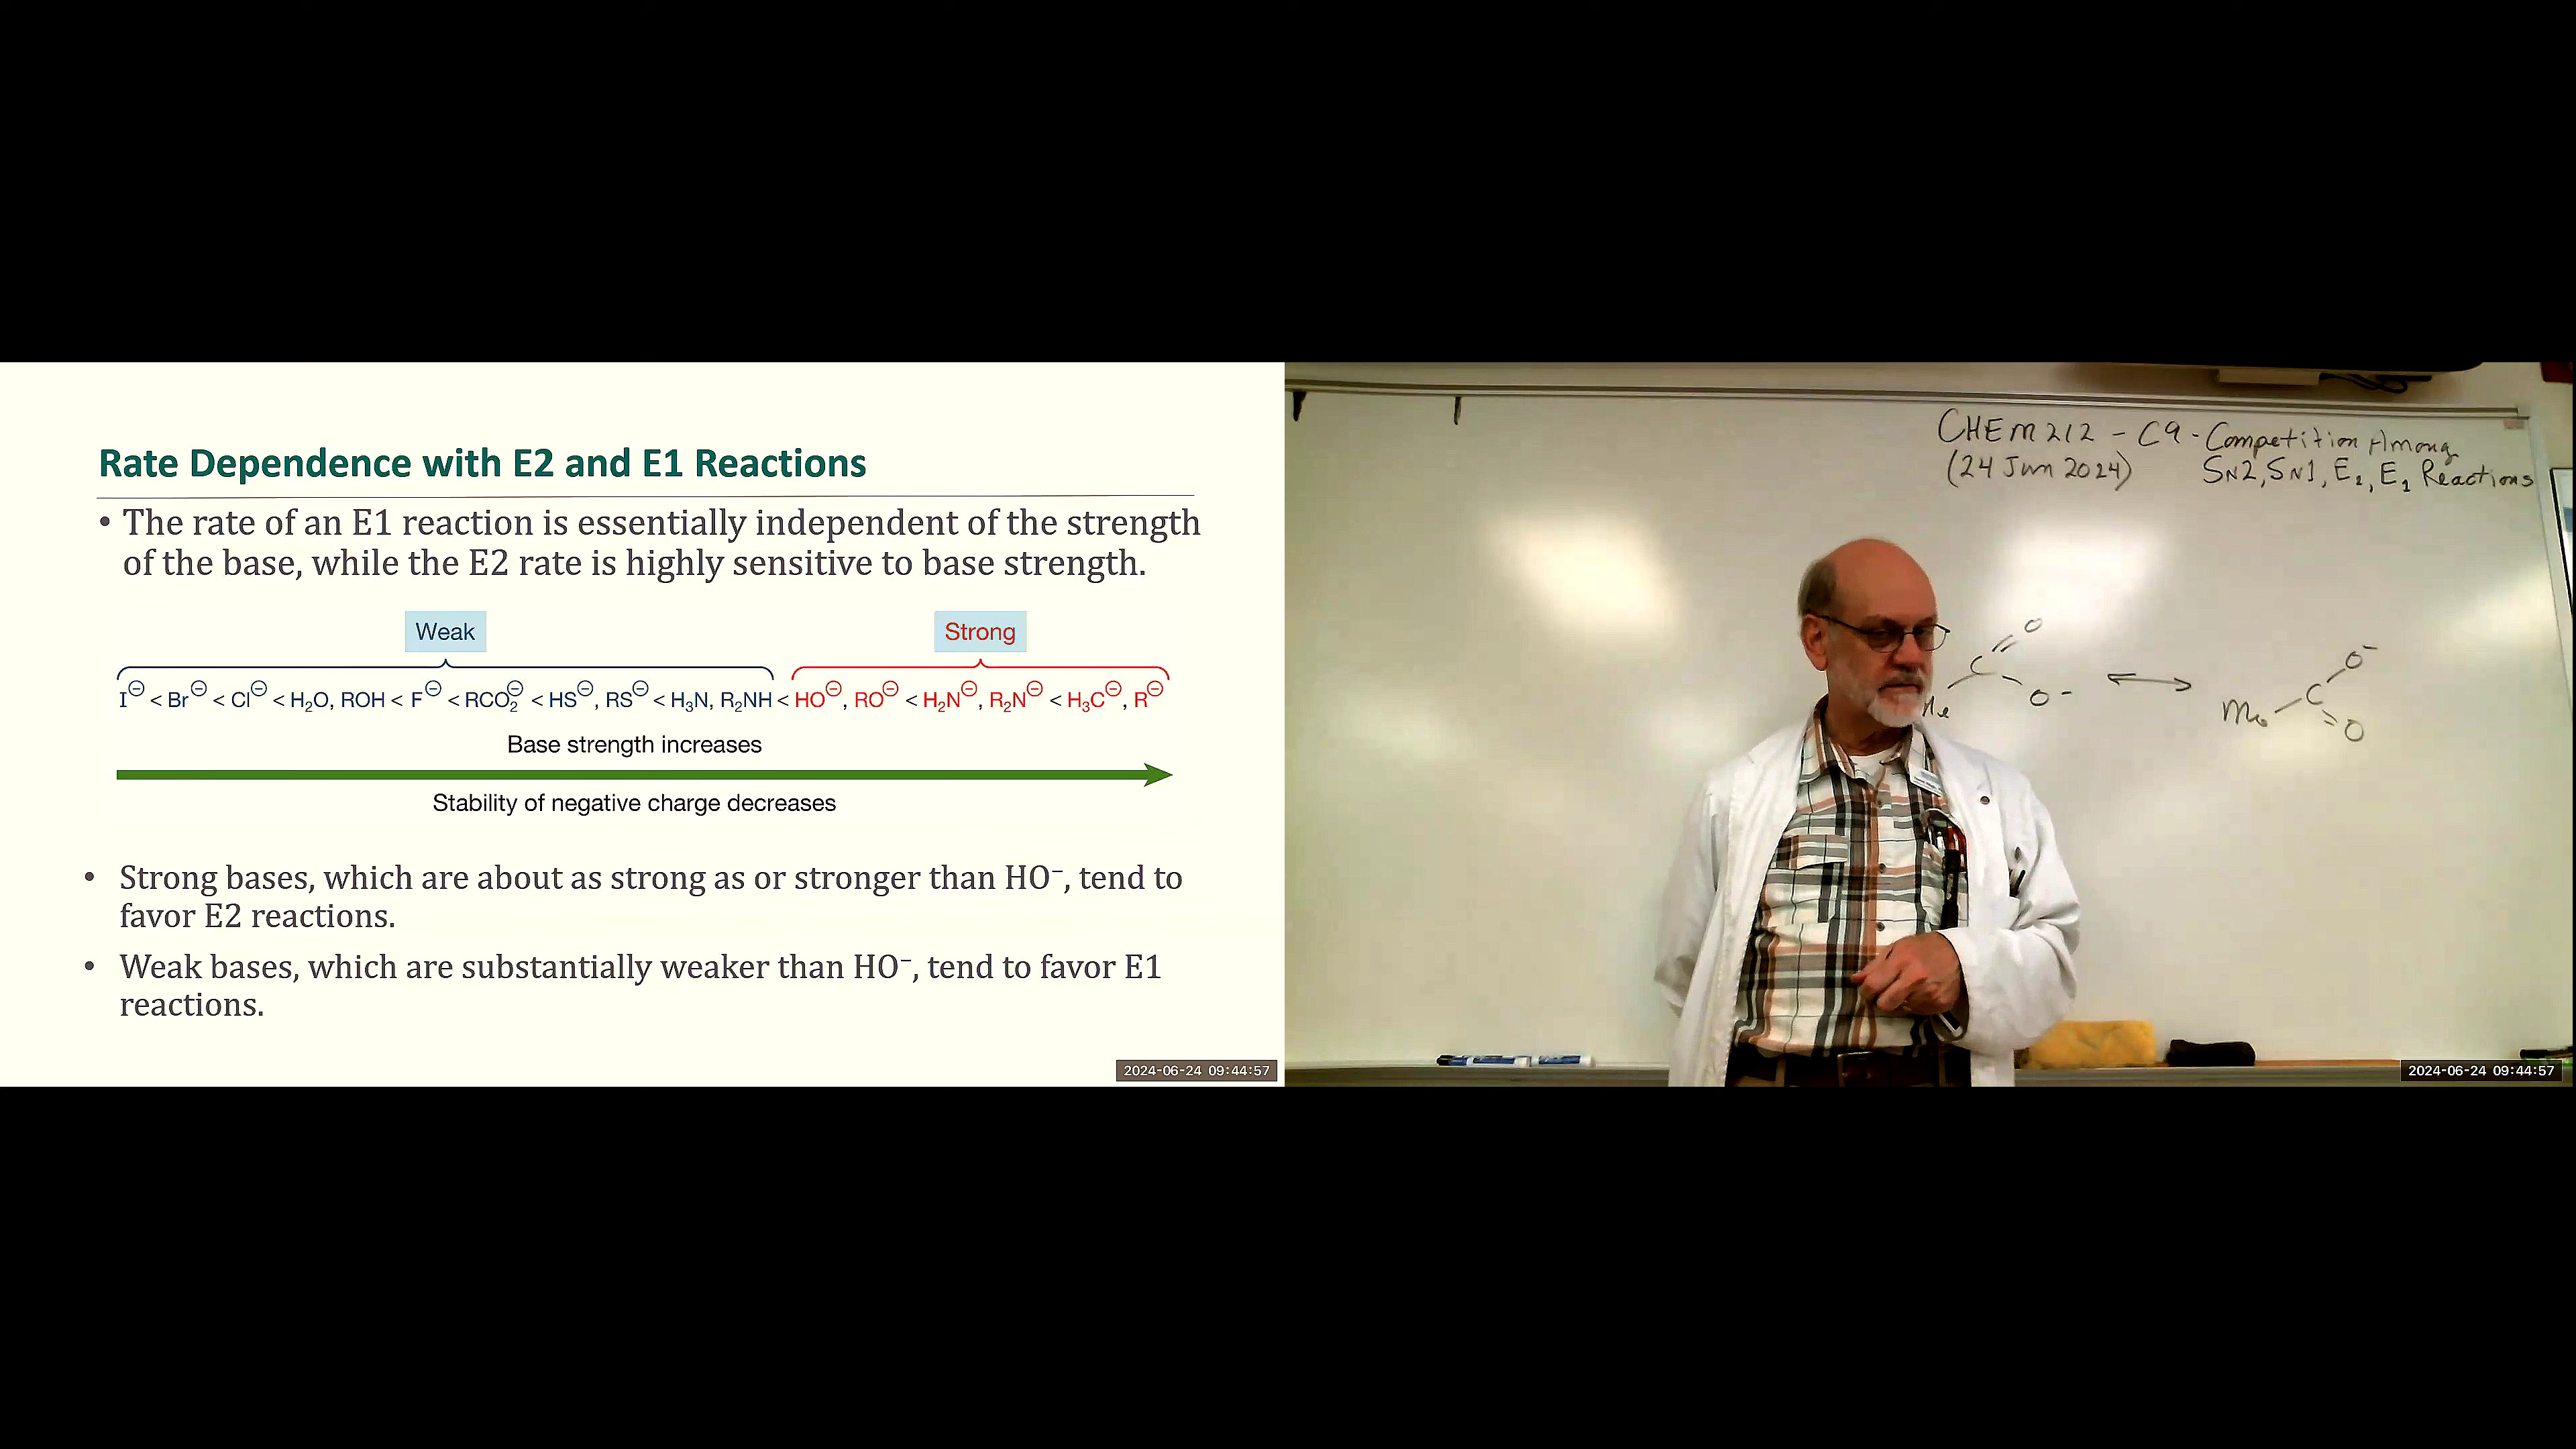 Rate Dependence with E2 and E1 Reactions
• The rate of an E1 reaction is essentially independent of the strength
of the base, while the E2 rate is highly sensitive to base strength.
Weak Strong
I⊖ < Br⊖ < Cl⊖ < H₂O, ROH < F⊖ < RCO₂⊖ < HS⊖, RS⊖ < H₃N, R₂NH < HO⊖, RO⊖ < H₂N⊖, R₂N⊖ < H₃C⊖, R⊖
Base strength increases
Stability of negative charge decreases
• Strong bases, which are about as strong as or stronger than HO⁻, tend to
favor E2 reactions.
• Weak bases, which are substantially weaker than HO⁻, tend to favor E1
reactions.
2024-06-24 09:44:57
CHEM 212 - C9 - Competition Among
(24 Jun 2024) SN2, SN1, E₂, E₁ Reactions
O
C
O⁻
Me
O⁻
C
Me
O
2024-06-24 09:44:57